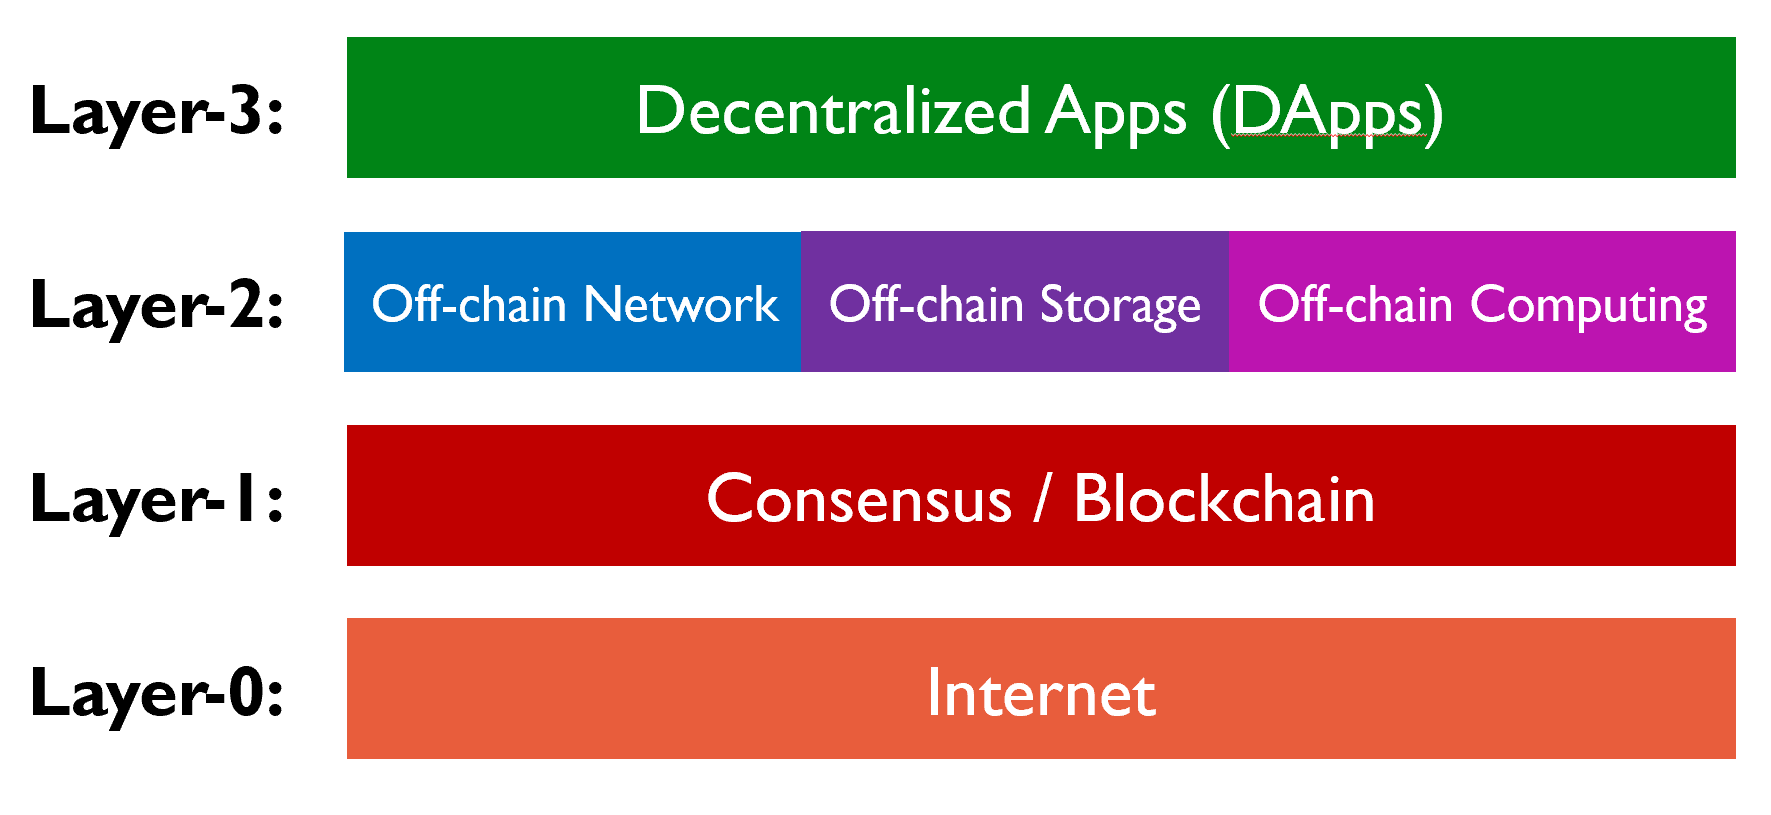 Layer-3: Decentralized Apps (DApps)
Layer-2: Off-chain Network Off-chain Storage Off-chain Computing
Layer-1: Consensus / Blockchain
Layer-0: Internet